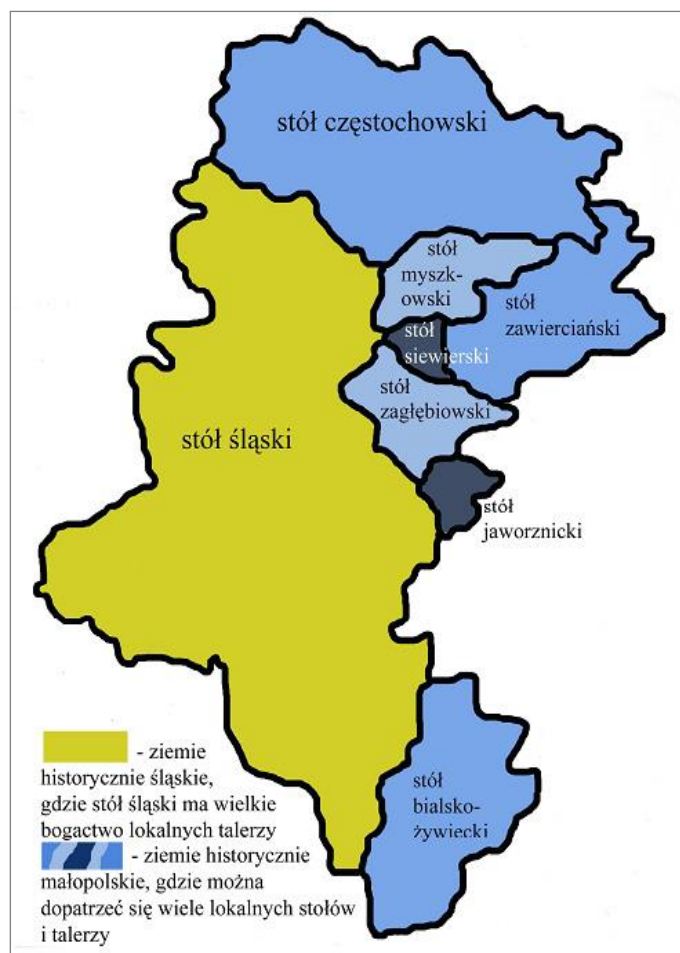 stół częstochowski
stół
myszk-
owski
stół
zawierciański
stół
siewierski
stół
zagłębiowski
stół śląski
stół
jaworznicki
stół
bialsko-
żywiecki
- ziemie
historycznie śląskie,
gdzie stół śląski ma wielkie
bogactwo lokalnych talerzy
- ziemie historycznie
małopolskie, gdzie można
dopatrzeć się wiele lokalnych stołów
i talerzy